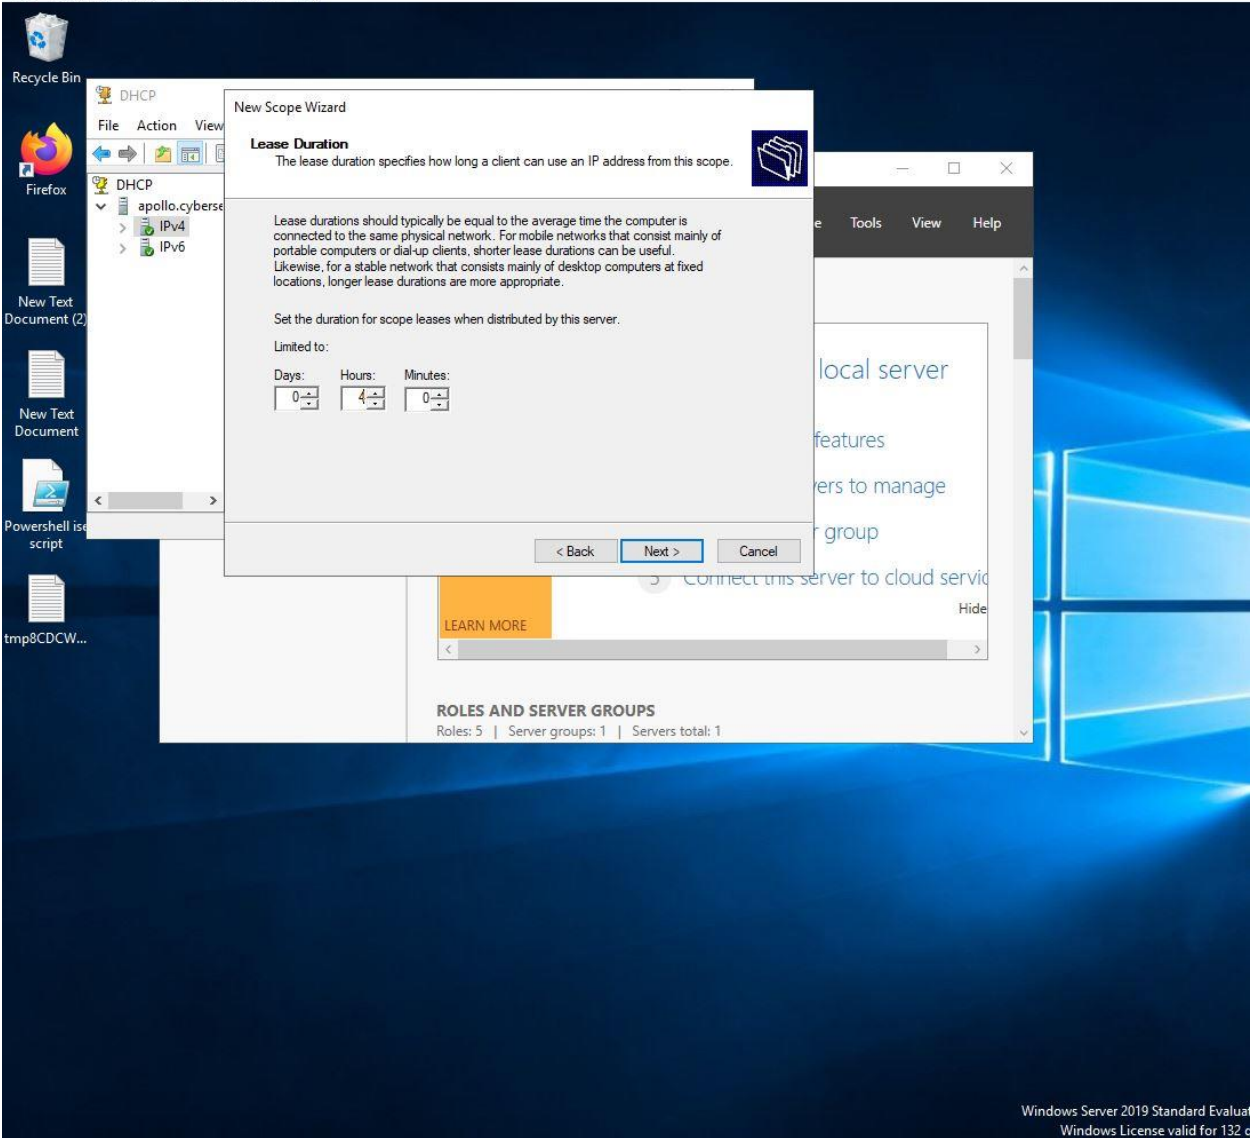 Recycle Bin
DHCP
File Action View
DHCP
apollo.cyberse
IPv4
IPv6
Firefox
New Text
Document (2)
New Text
Document
Powershell ise
script
tmp8CDCW...
New Scope Wizard
Lease Duration
The lease duration specifies how long a client can use an IP address from this scope.
Lease durations should typically be equal to the average time the computer is
connected to the same physical network. For mobile networks that consist mainly of
portable computers or dial-up clients, shorter lease durations can be useful.
Likewise, for a stable network that consists mainly of desktop computers at fixed
locations, longer lease durations are more appropriate.
Set the duration for scope leases when distributed by this server.
Limited to:
Days: Hours: Minutes:
0 4 0
< Back Next > Cancel
e Tools View Help
local server
features
ers to manage
r group
5 Connect this server to cloud servic
Hide
LEARN MORE
ROLES AND SERVER GROUPS
Roles: 5 | Server groups: 1 | Servers total: 1
Windows Server 2019 Standard Evaluat
Windows License valid for 132 d